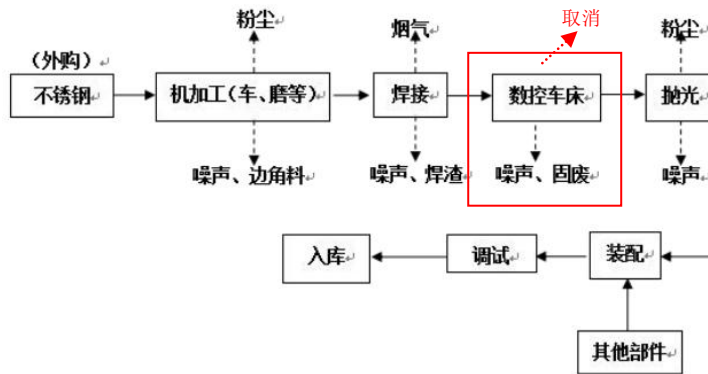 粉尘
烟气
取消
粉尘
（外购）
不锈钢
机加工（车、磨等）
焊接
数控车床
抛光
噪声、边角料
噪声、焊渣
噪声、固废
噪声
入库
调试
装配
其他部件